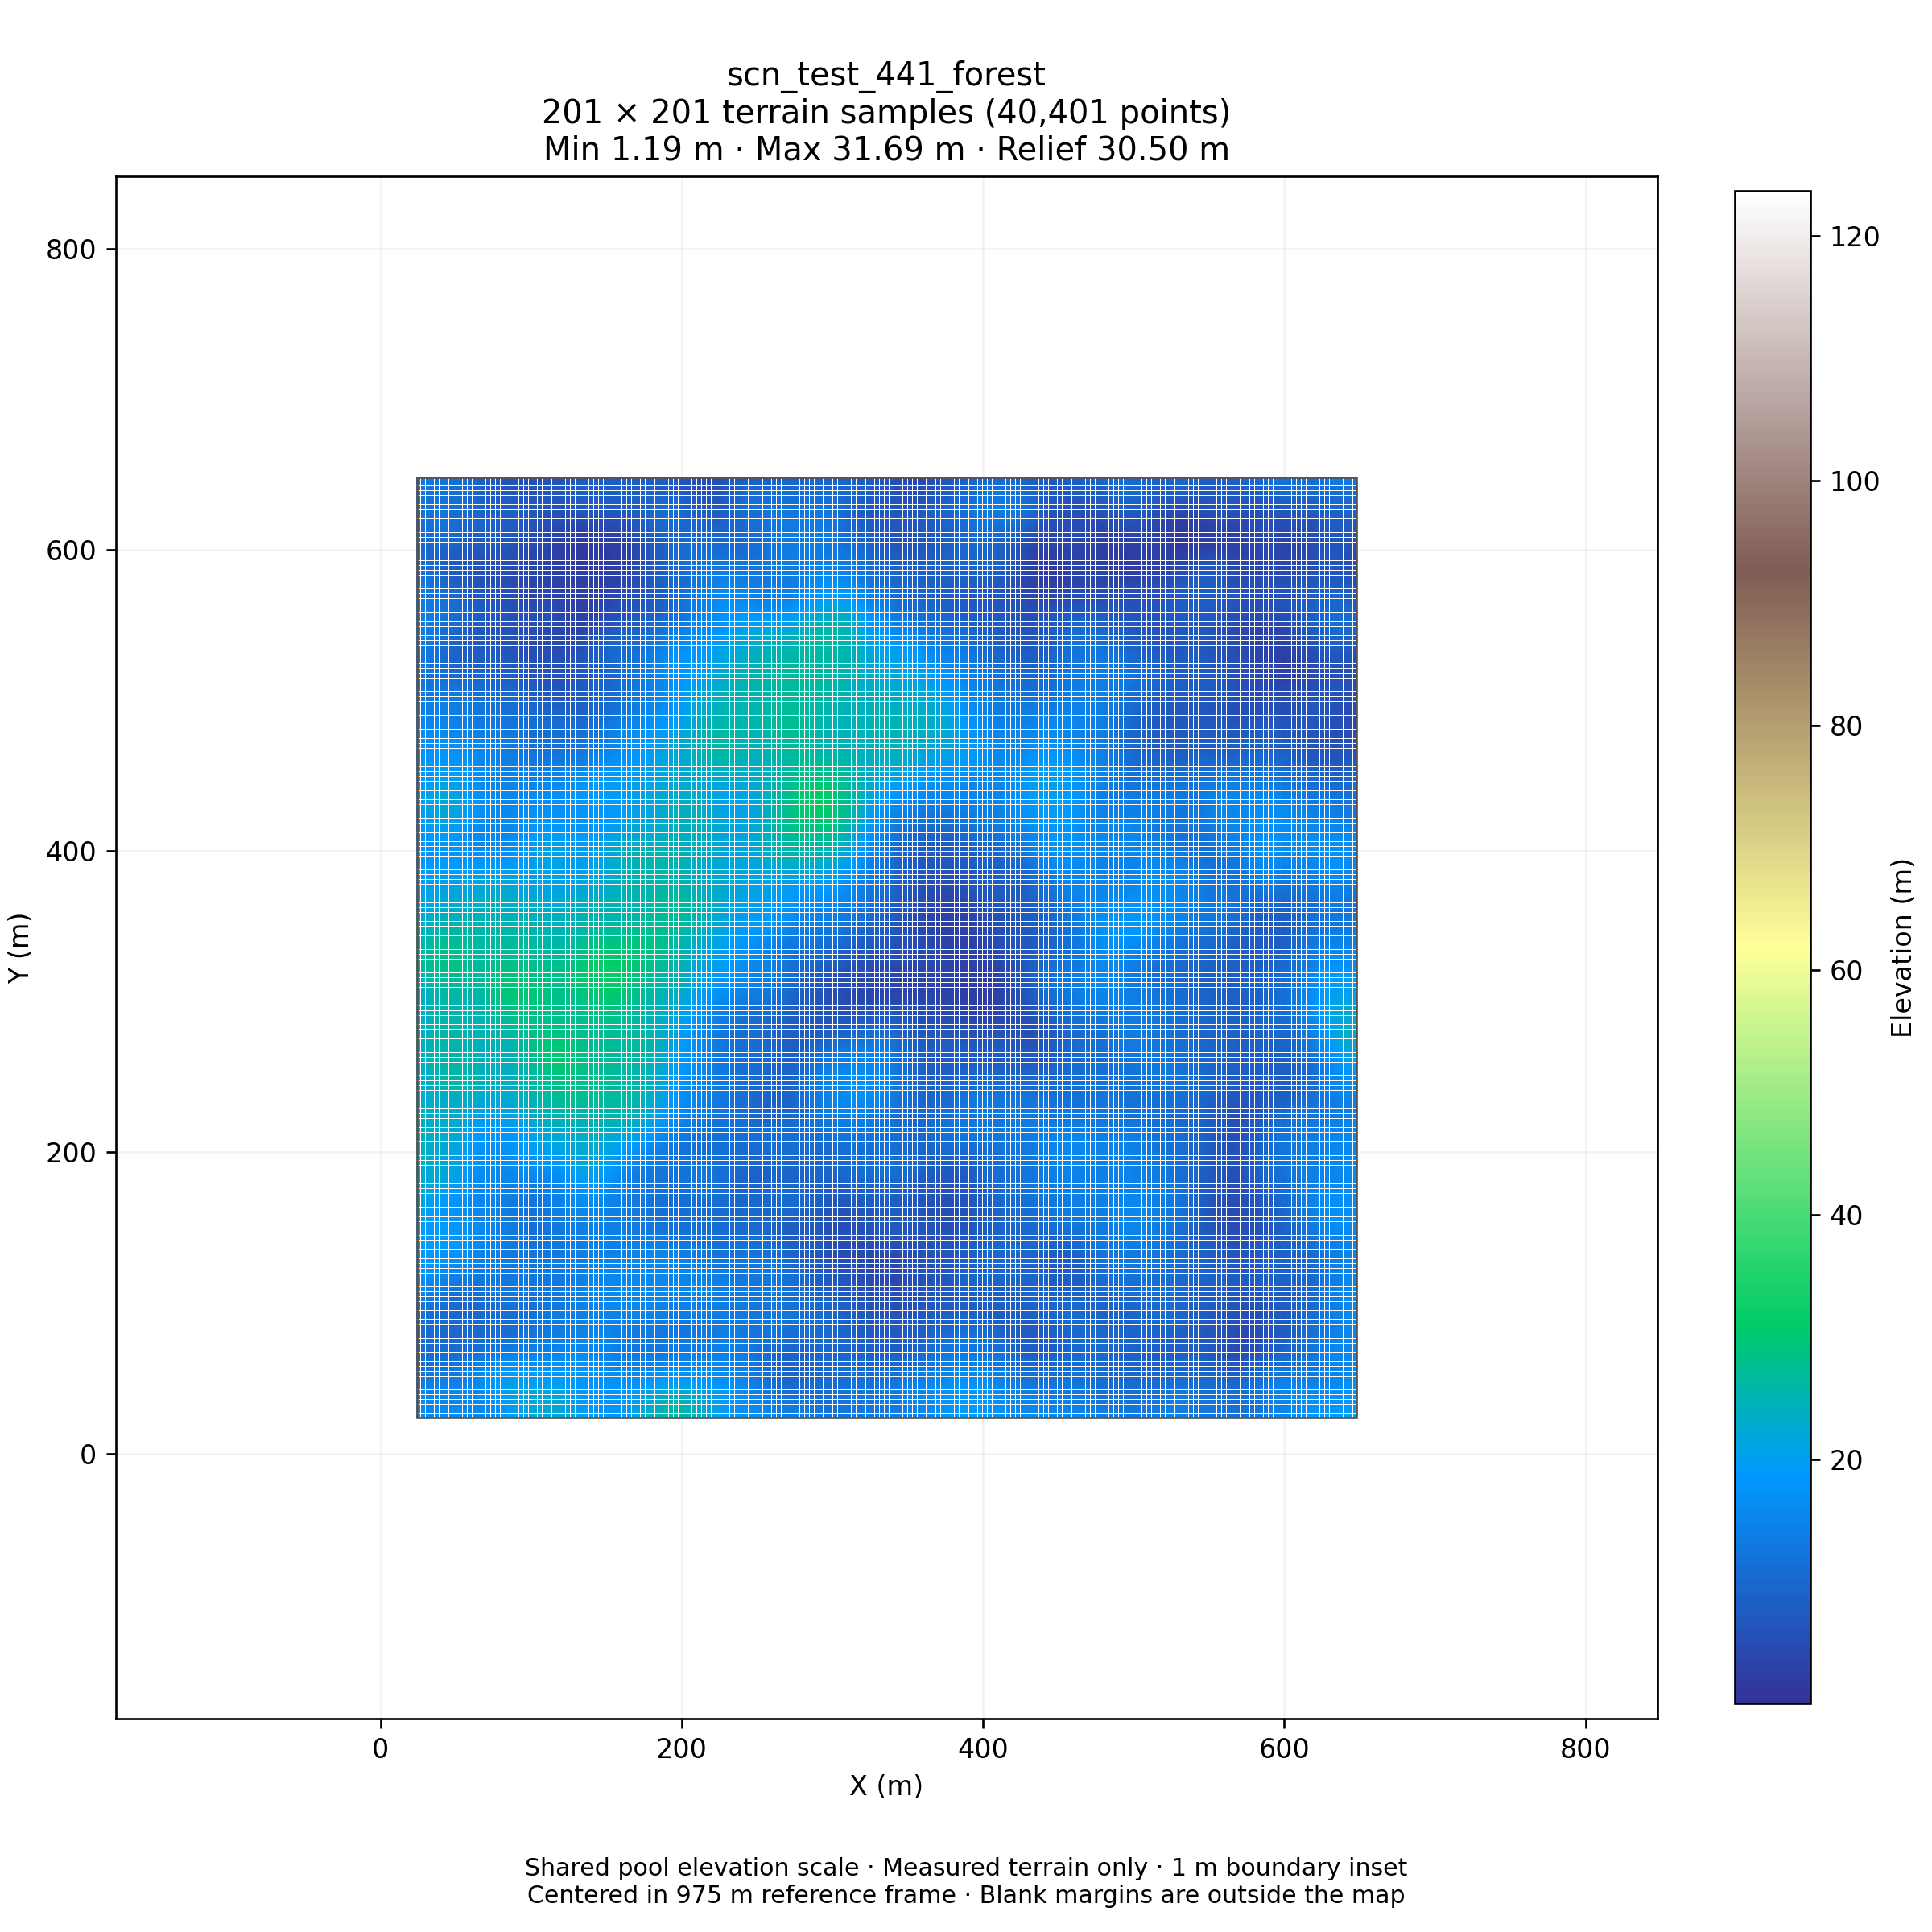 scn_test_441_forest
201 × 201 terrain samples (40,401 points)
Min 1.19 m · Max 31.69 m · Relief 30.50 m
800
600
400
200
0
Y (m)
0
200
400
600
800
X (m)
120
100
80
60
40
20
Elevation (m)
Shared pool elevation scale · Measured terrain only · 1 m boundary inset
Centered in 975 m reference frame · Blank margins are outside the map